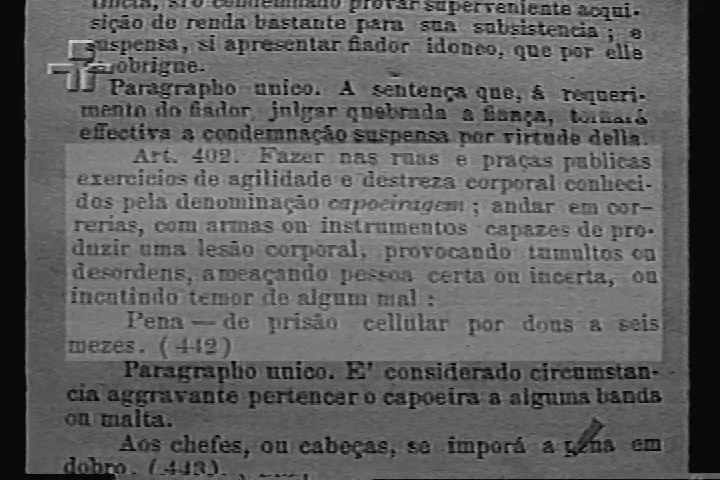 si o condemnado provar superveniente acqui-
sição de renda bastante para sua subsistencia; e
suspensa, si apresentar fiador idoneo, que por elle
se obrigue.
Paragrapho unico. A sentença que, á requeri-
mento do fiador, julgar quebrada a fiança, tornará
effectiva a condemnação suspensa por virtude della.
Art. 402. Fazer nas ruas e praças publicas
exercicios de agilidade e destreza corporal conheci-
dos pela denominação capoeiragem; andar em cor-
rerias, com armas ou instrumentos capazes de pro-
duzir uma lesão corporal, provocando tumultos ou
desordens, ameaçando pessoa certa ou incerta, ou
incutindo temor de algum mal:
Pena — de prisão cellular por dous a seis
mezes. (442)
Paragrapho unico. E' considerado circumstan-
cia aggravante pertencer o capoeira a alguma banda
ou malta.
Aos chefes, ou cabeças, se imporá a pena em
dobro. (443).